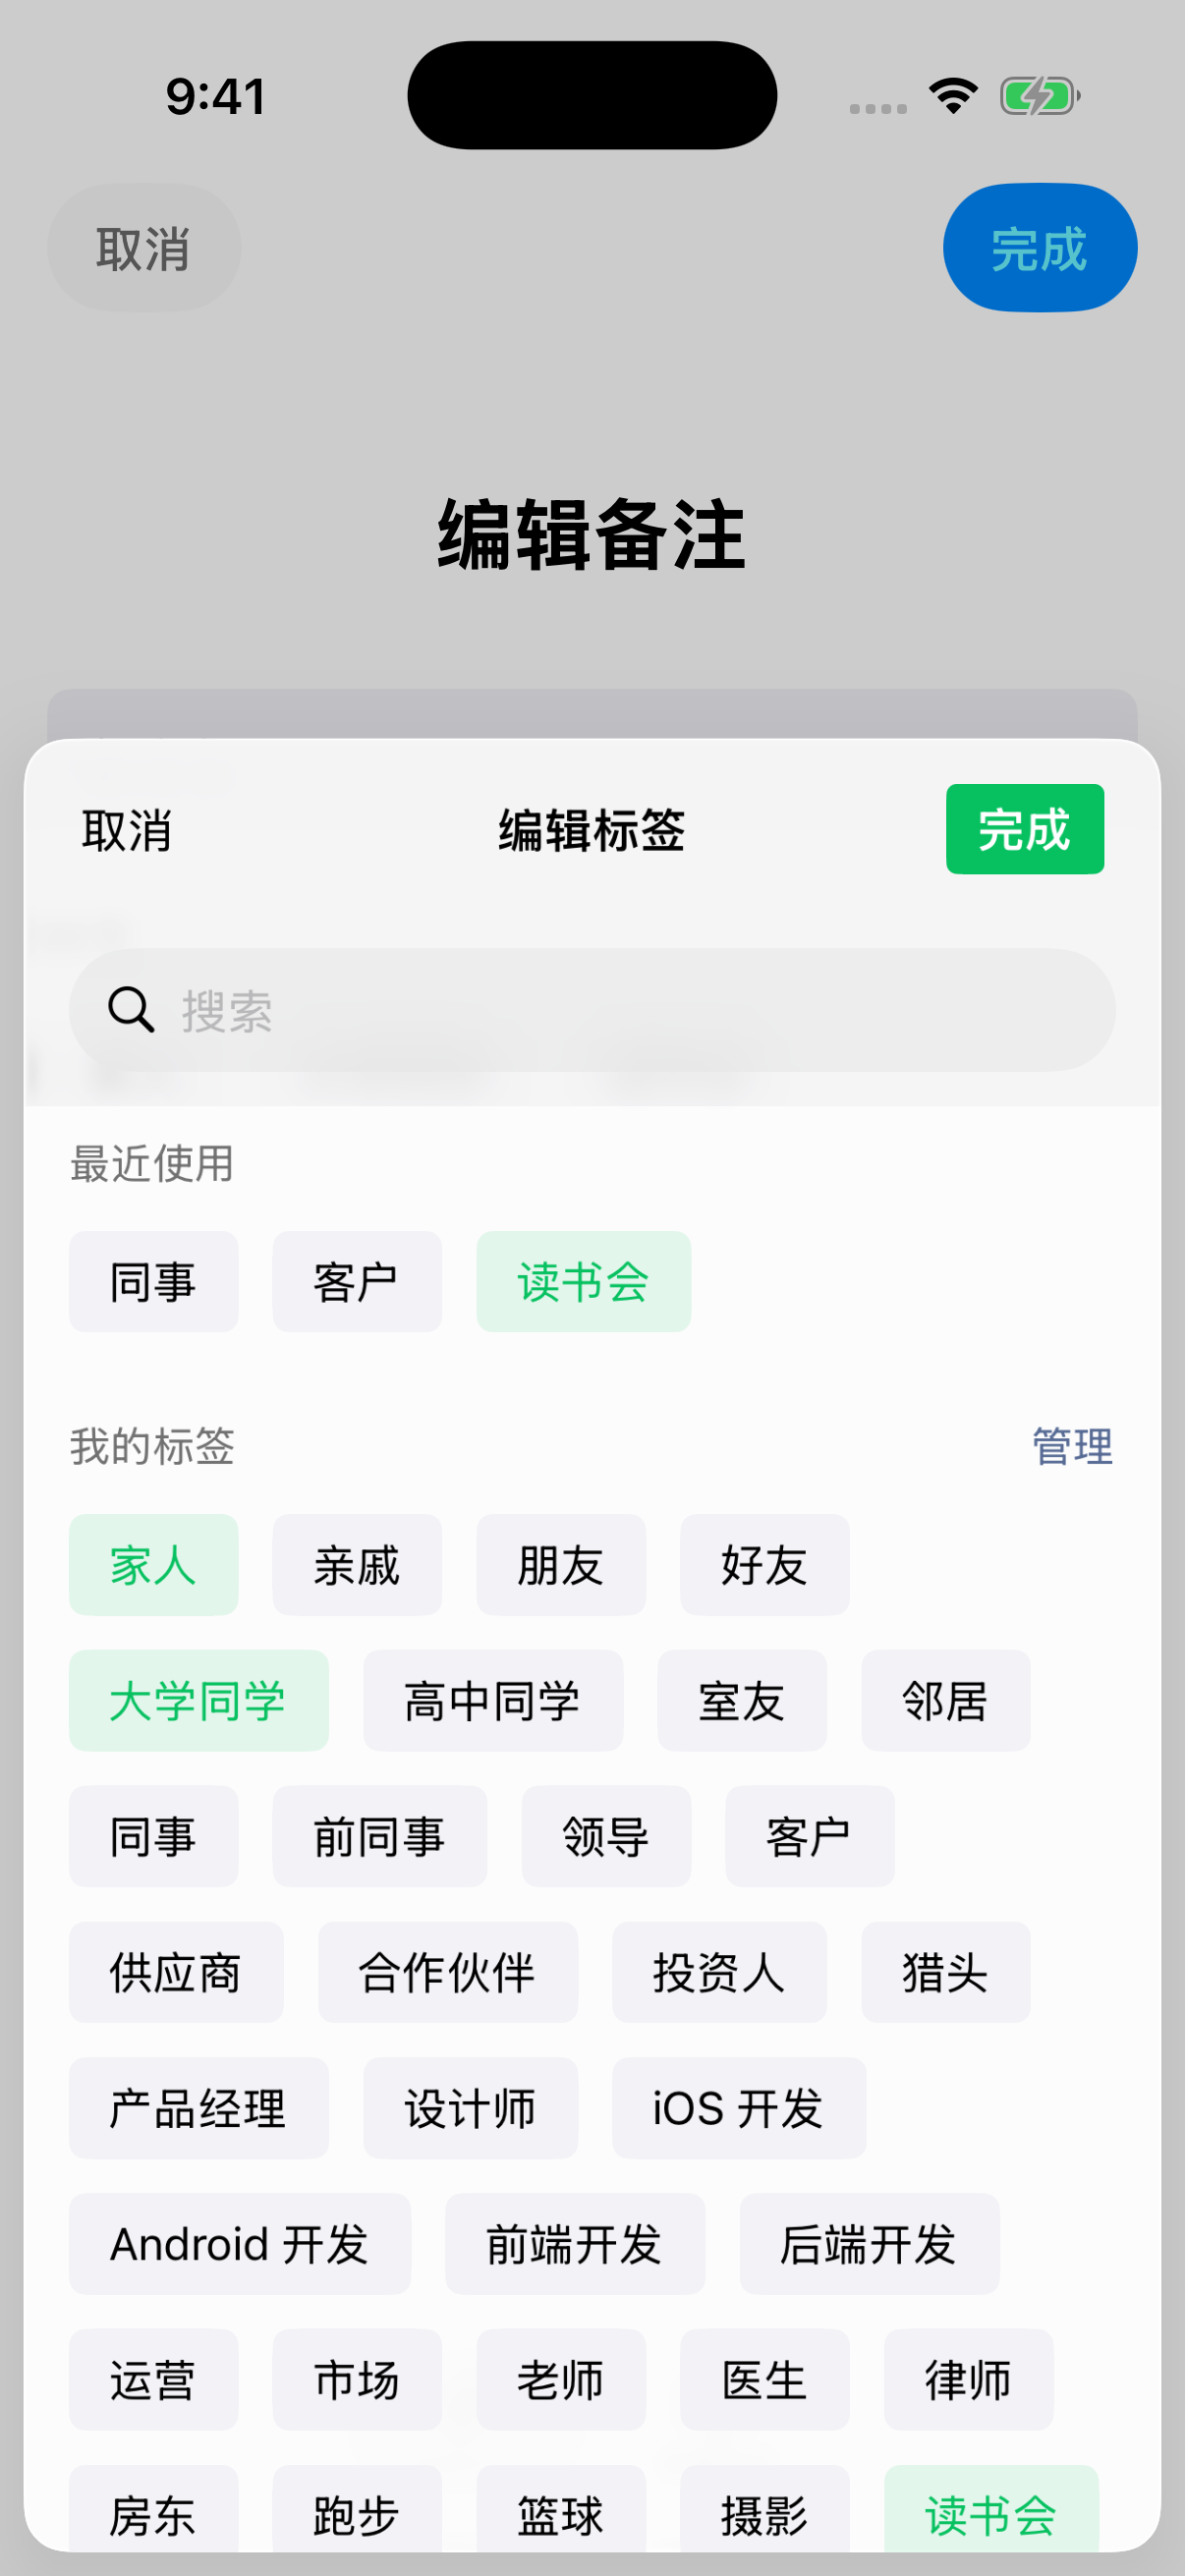 9:41
取消 完成
编辑备注
取消 编辑标签 完成
搜索
最近使用
同事 客户 读书会
我的标签 管理
家人 亲戚 朋友 好友
大学同学 高中同学 室友 邻居
同事 前同事 领导 客户
供应商 合作伙伴 投资人 猎头
产品经理 设计师 iOS 开发
Android 开发 前端开发 后端开发
运营 市场 老师 医生 律师
房东 跑步 篮球 摄影 读书会